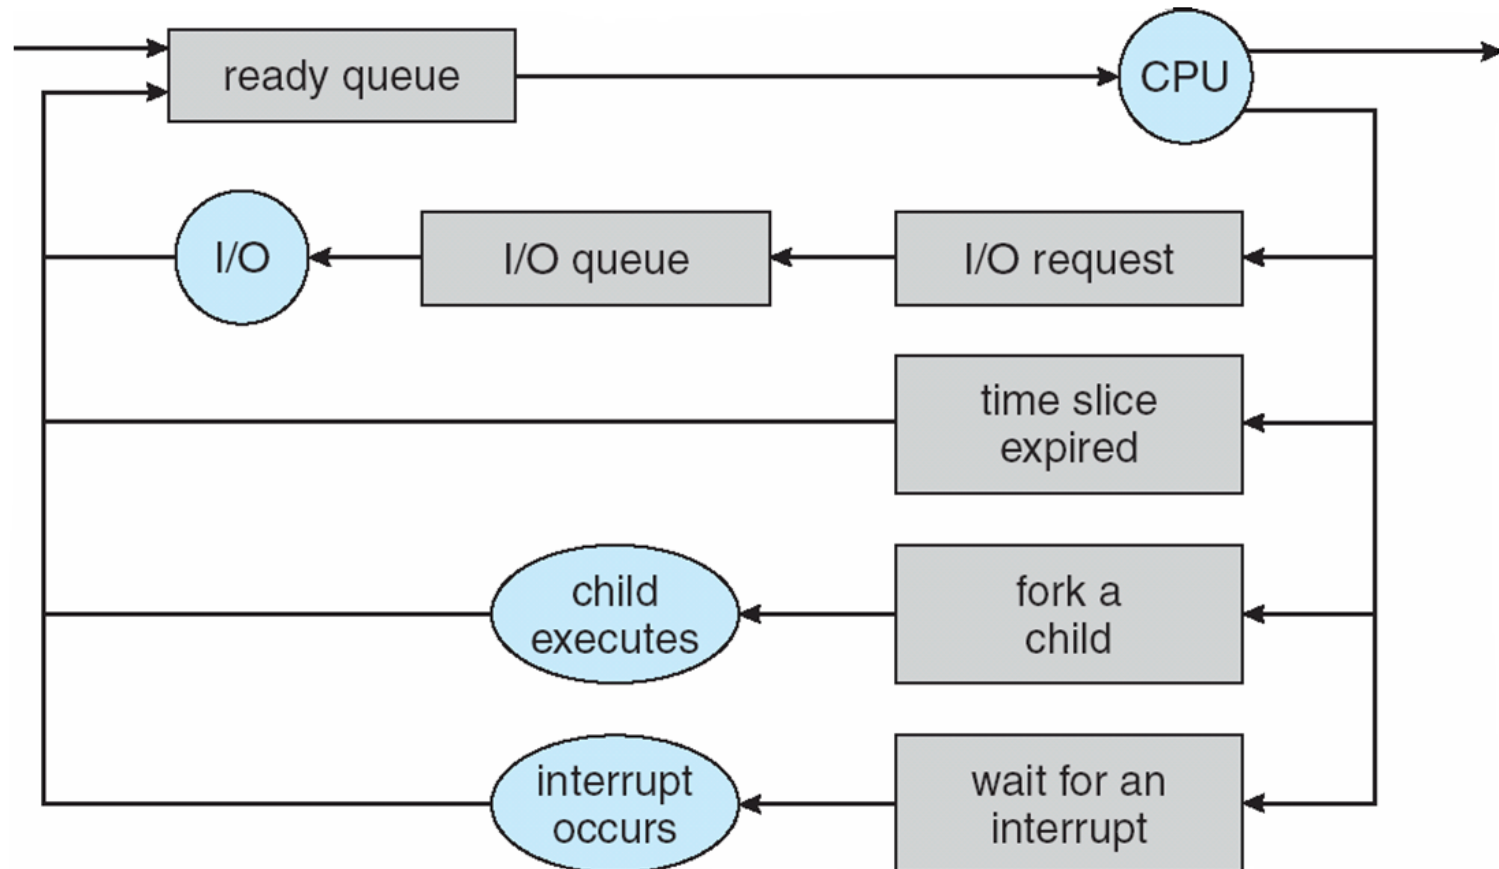 ready queue
CPU
I/O
I/O queue
I/O request
time slice
expired
child
executes
fork a
child
interrupt
occurs
wait for an
interrupt